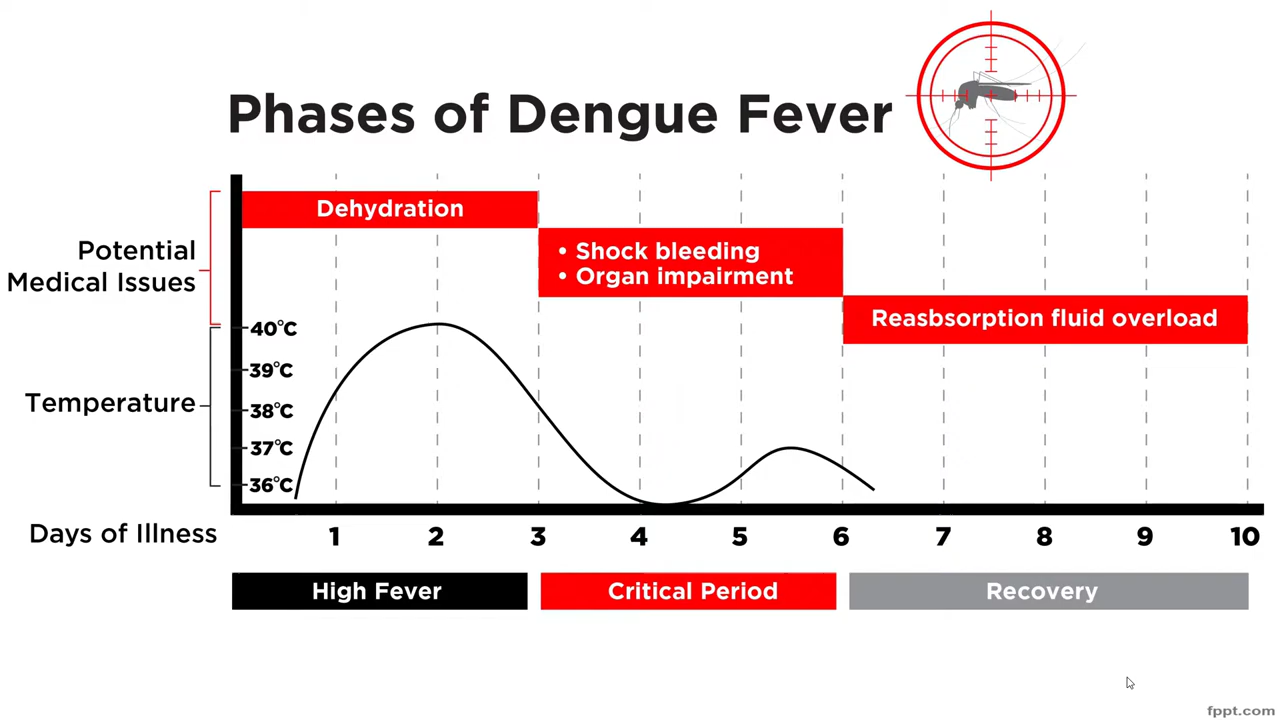 Phases of Dengue Fever
Potential
Medical Issues
Dehydration
• Shock bleeding
• Organ impairment
Reasbsorption fluid overload
Temperature
40°C
39°C
38°C
37°C
36°C
Days of Illness
1 2 3 4 5 6 7 8 9 10
High Fever
Critical Period
Recovery
fppt.com